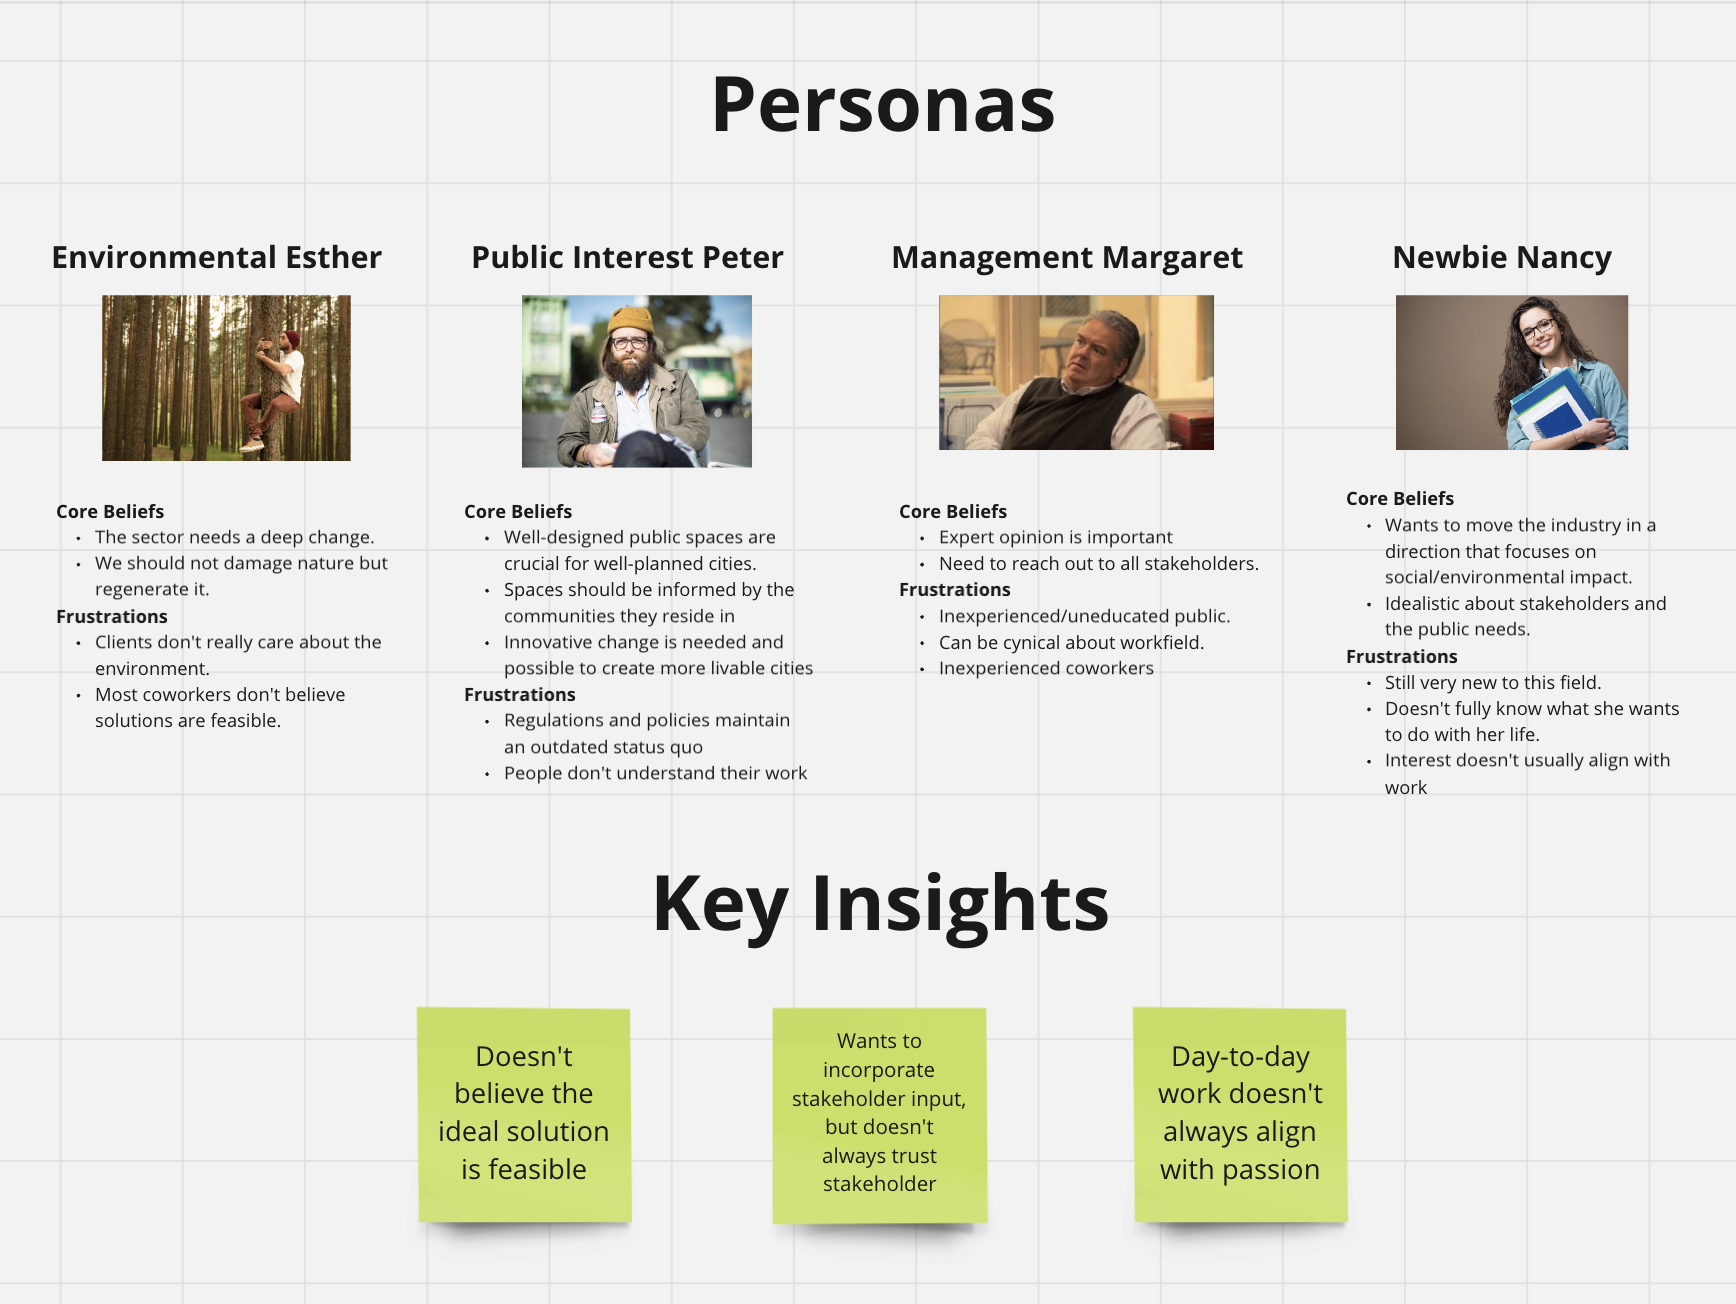 Personas
Environmental Esther
Core Beliefs
• The sector needs a deep change.
• We should not damage nature but
regenerate it.
Frustrations
• Clients don't really care about the
environment.
• Most coworkers don't believe
solutions are feasible.
Public Interest Peter
Core Beliefs
• Well-designed public spaces are
crucial for well-planned cities.
• Spaces should be informed by the
communities they reside in
• Innovative change is needed and
possible to create more livable cities
Frustrations
• Regulations and policies maintain
an outdated status quo
• People don't understand their work
Management Margaret
Core Beliefs
• Expert opinion is important
• Need to reach out to all stakeholders.
Frustrations
• Inexperienced/uneducated public.
• Can be cynical about workfield.
• Inexperienced coworkers
Newbie Nancy
Core Beliefs
• Wants to move the industry in a
direction that focuses on
social/environmental impact.
• Idealistic about stakeholders and
the public needs.
Frustrations
• Still very new to this field.
• Doesn't fully know what she wants
to do with her life.
• Interest doesn't usually align with
work
Key Insights
Doesn't
believe the
ideal solution
is feasible
Wants to
incorporate
stakeholder input,
but doesn't
always trust
stakeholder
Day-to-day
work doesn't
always align
with passion